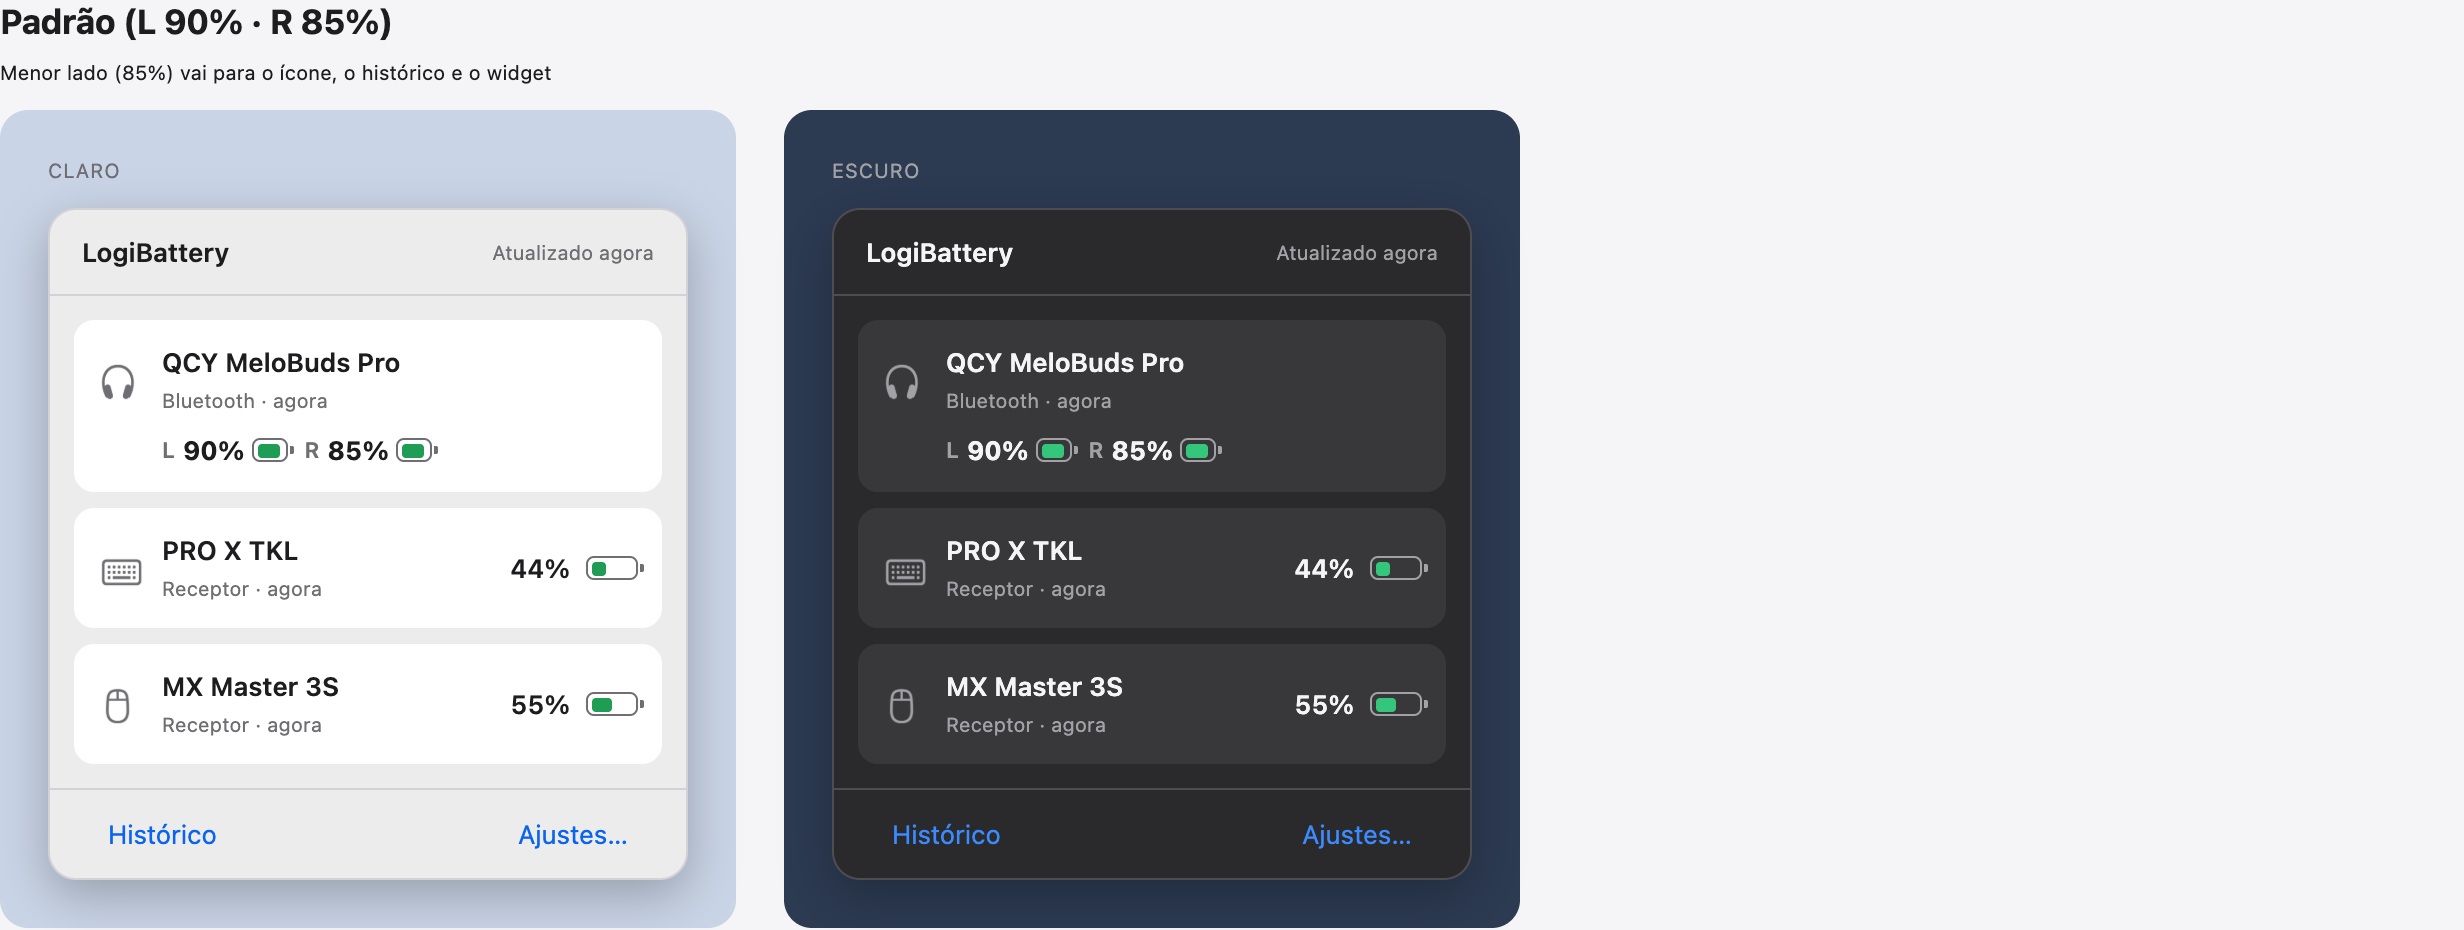 Padrão (L 90% · R 85%)
Menor lado (85%) vai para o ícone, o histórico e o widget
CLARO
LogiBattery Atualizado agora
QCY MeloBuds Pro
Bluetooth · agora
L 90% R 85%
PRO X TKL
44%
Receptor · agora
MX Master 3S
55%
Receptor · agora
Histórico Ajustes...
ESCURO
LogiBattery Atualizado agora
QCY MeloBuds Pro
Bluetooth · agora
L 90% R 85%
PRO X TKL
44%
Receptor · agora
MX Master 3S
55%
Receptor · agora
Histórico Ajustes...